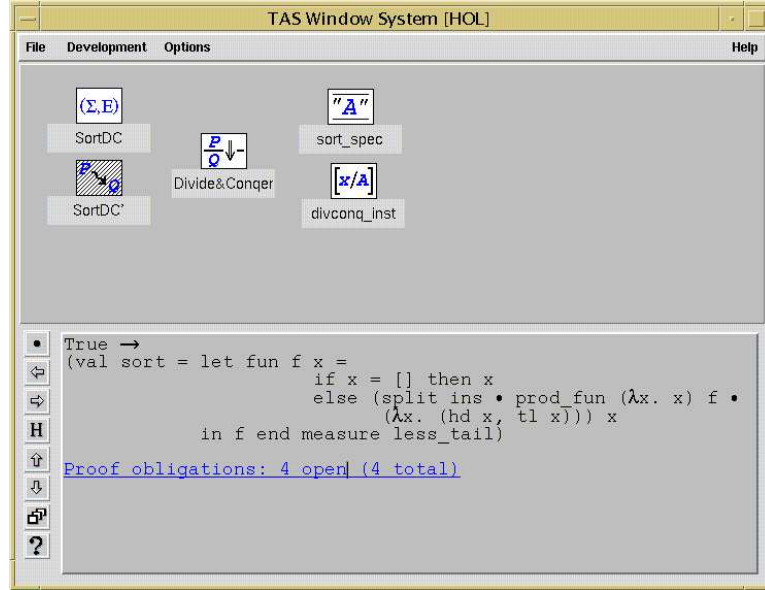 TAS Window System [HOL]
File Development Options Help
(Σ,E)
SortDC
P Q
SortDC'
P
Q ↓-
Divide&Conqer
"A"
sort_spec
[x/A]
divconq_inst
True →
(val sort = let fun f x =
if x = [] then x
else (split ins • prod_fun (λx. x) f •
(λx. (hd x, tl x))) x
in f end measure less_tail)
Proof obligations: 4 open (4 total)
H
?